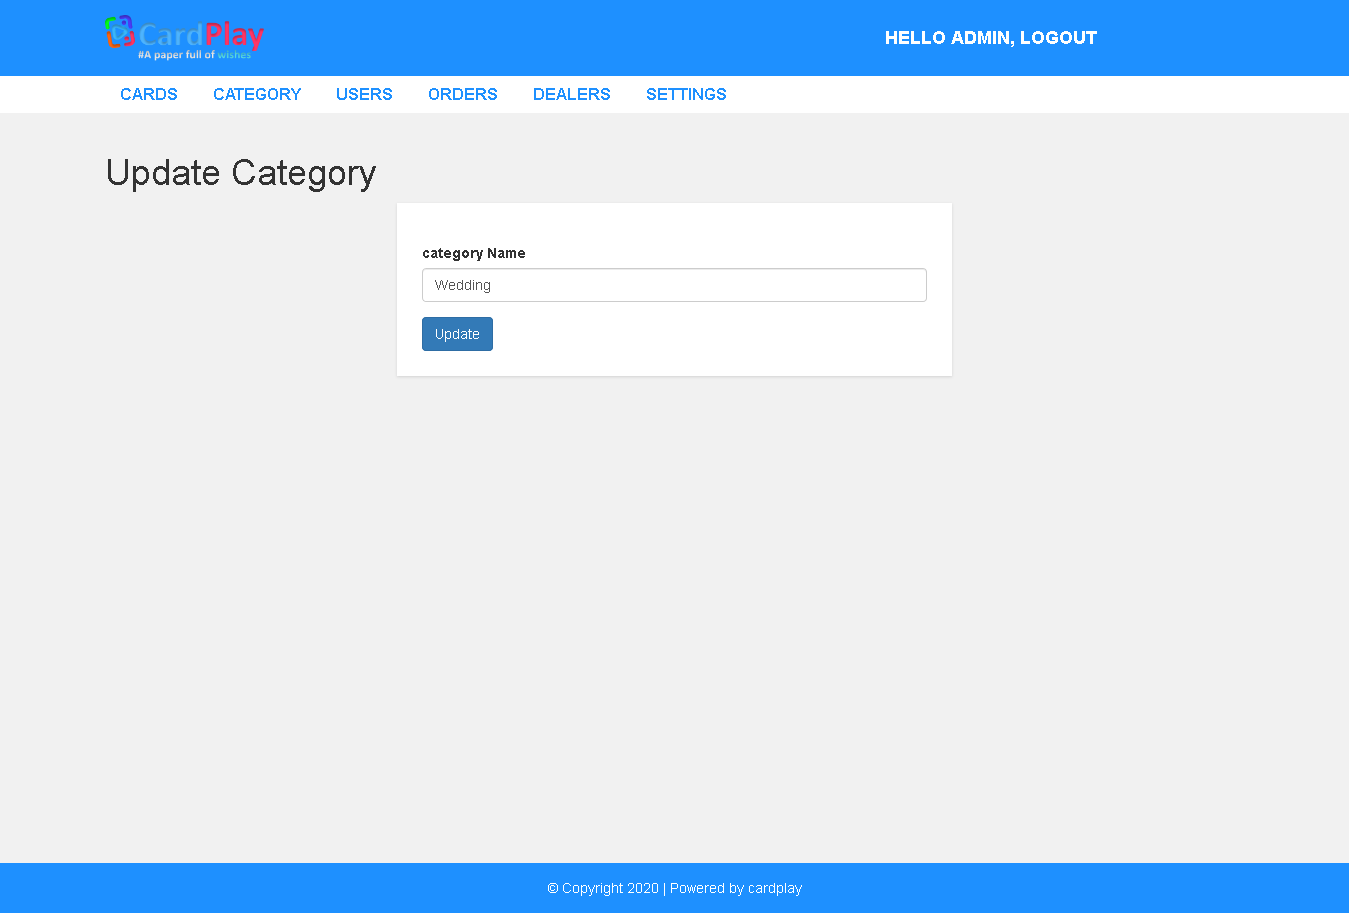 CardPlay
#A paper full of wishes
HELLO ADMIN, LOGOUT
CARDS CATEGORY USERS ORDERS DEALERS SETTINGS
Update Category
category Name
Wedding
Update
© Copyright 2020 | Powered by cardplay